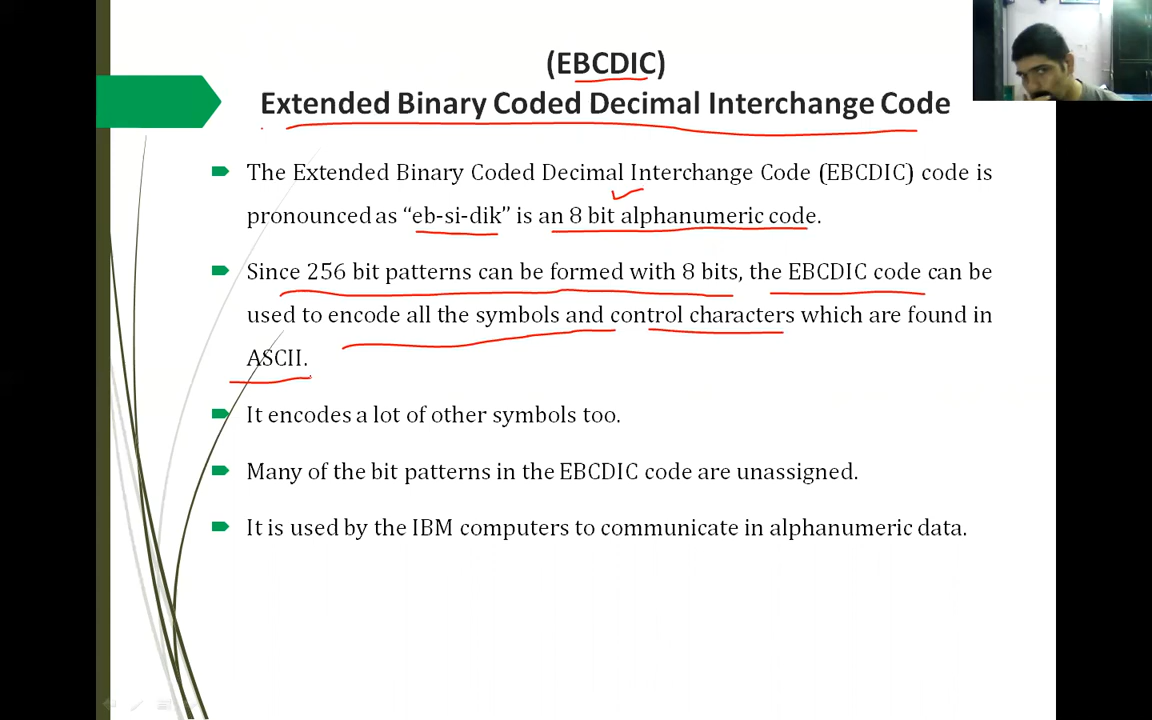 (EBCDIC)
Extended Binary Coded Decimal Interchange Code
The Extended Binary Coded Decimal Interchange Code (EBCDIC) code is
pronounced as “eb-si-dik” is an 8 bit alphanumeric code.
Since 256 bit patterns can be formed with 8 bits, the EBCDIC code can be
used to encode all the symbols and control characters which are found in
ASCII.
It encodes a lot of other symbols too.
Many of the bit patterns in the EBCDIC code are unassigned.
It is used by the IBM computers to communicate in alphanumeric data.